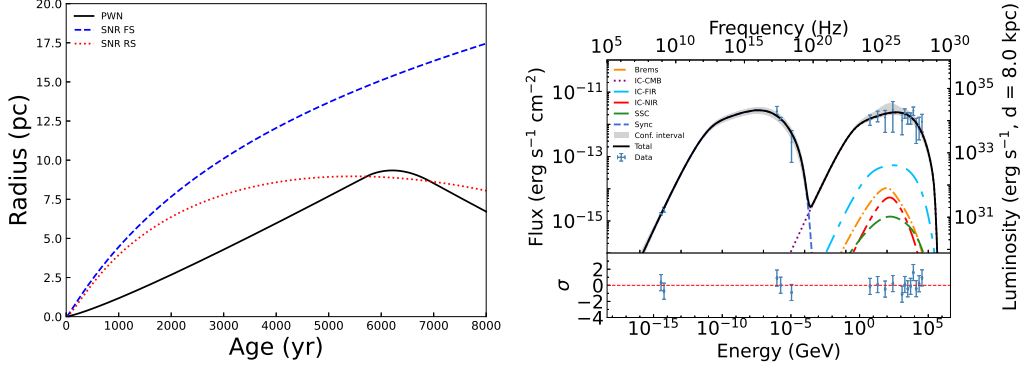 PWN
SNR FS
SNR RS
20.0
17.5
15.0
12.5
10.0
7.5
5.0
2.5
0.0
Radius (pc)
0 1000 2000 3000 4000 5000 6000 7000 8000
Age (yr)
Frequency (Hz)
10^5 10^10 10^15 10^20 10^25 10^30
Brems
IC-CMB
IC-FIR
IC-NIR
SSC
Sync
Conf. interval
Total
Data
10^−11
10^−13
10^−15
Flux (erg s^−1 cm^−2)
10^35
10^33
10^31
Luminosity (erg s^−1, d = 8.0 kpc)
2
0
−2
−4
σ
10^−15 10^−10 10^−5 10^0 10^5
Energy (GeV)